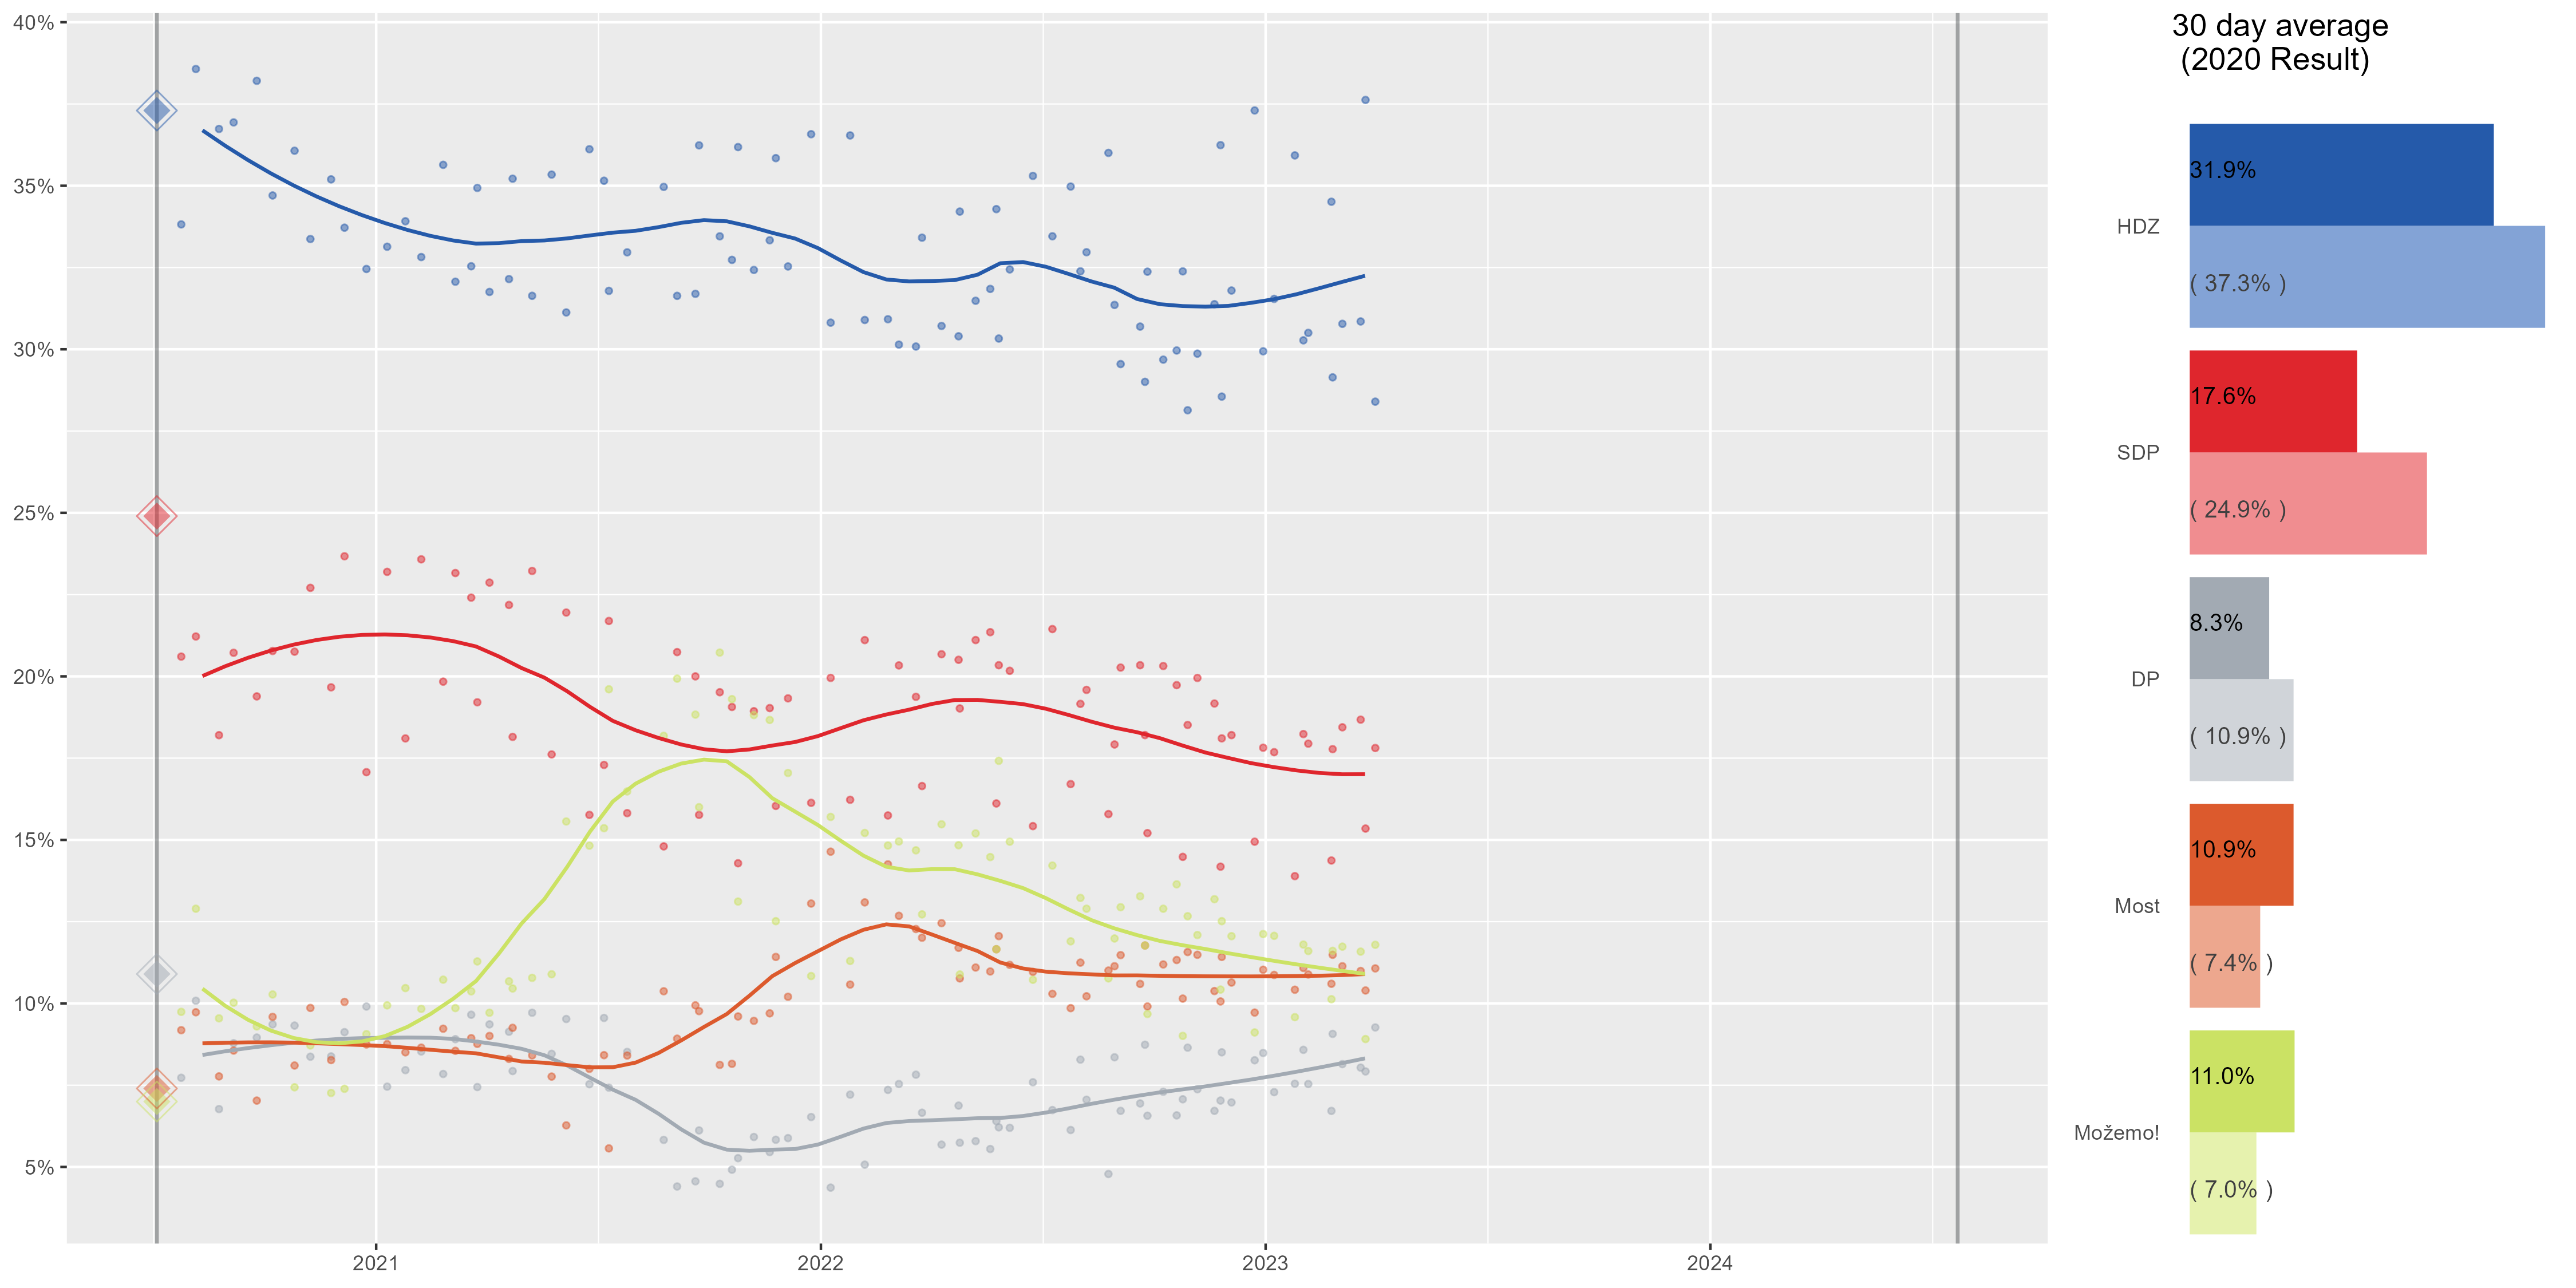 40%
35%
30%
25%
20%
15%
10%
5%
2021
2022
2023
2024
30 day average
(2020 Result)
HDZ
31.9%
( 37.3% )
SDP
17.6%
( 24.9% )
DP
8.3%
( 10.9% )
Most
10.9%
( 7.4% )
Možemo!
11.0%
( 7.0% )